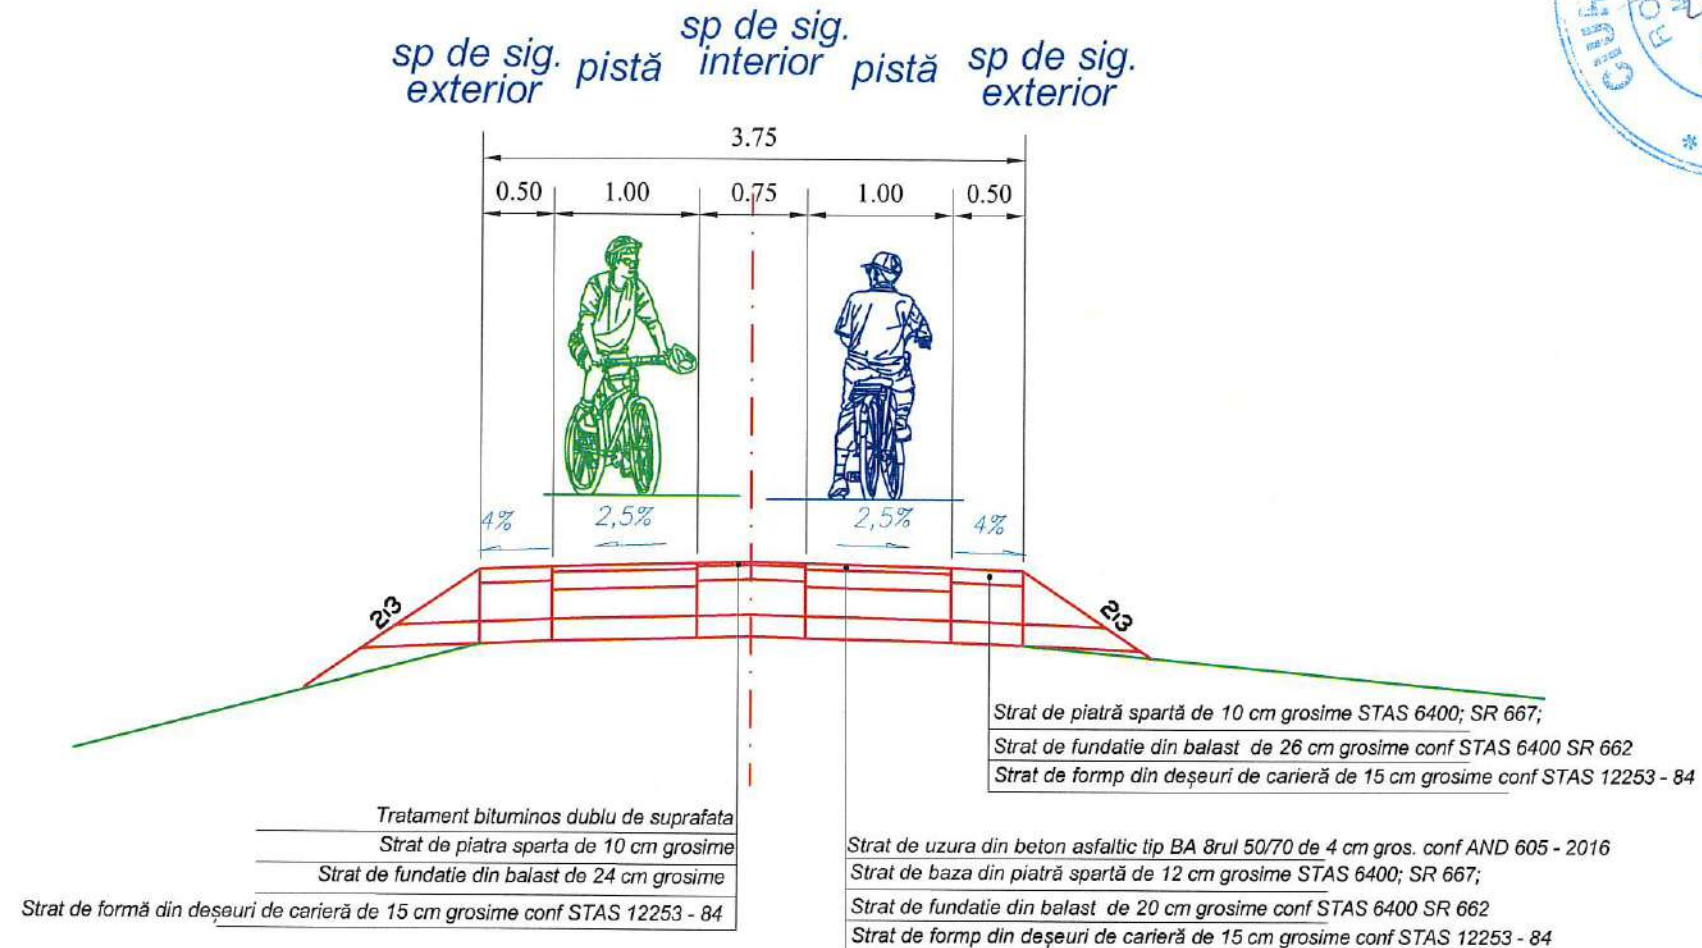 sp de sig.
exterior
pistă
sp de sig.
interior
pistă
sp de sig.
exterior
3.75
0.50
1.00
0.75
1.00
0.50
4%
2,5%
2,5%
4%
2:3
2:3
Strat de piatră spartă de 10 cm grosime STAS 6400; SR 667;
Strat de fundatie din balast de 26 cm grosime conf STAS 6400 SR 662
Strat de formp din deșeuri de carieră de 15 cm grosime conf STAS 12253 - 84
Tratament bituminos dublu de suprafata
Strat de piatra sparta de 10 cm grosime
Strat de fundatie din balast de 24 cm grosime
Strat de formă din deșeuri de carieră de 15 cm grosime conf STAS 12253 - 84
Strat de uzura din beton asfaltic tip BA 8rul 50/70 de 4 cm gros. conf AND 605 - 2016
Strat de baza din piatră spartă de 12 cm grosime STAS 6400; SR 667;
Strat de fundatie din balast de 20 cm grosime conf STAS 6400 SR 662
Strat de formp din deșeuri de carieră de 15 cm grosime conf STAS 12253 - 84